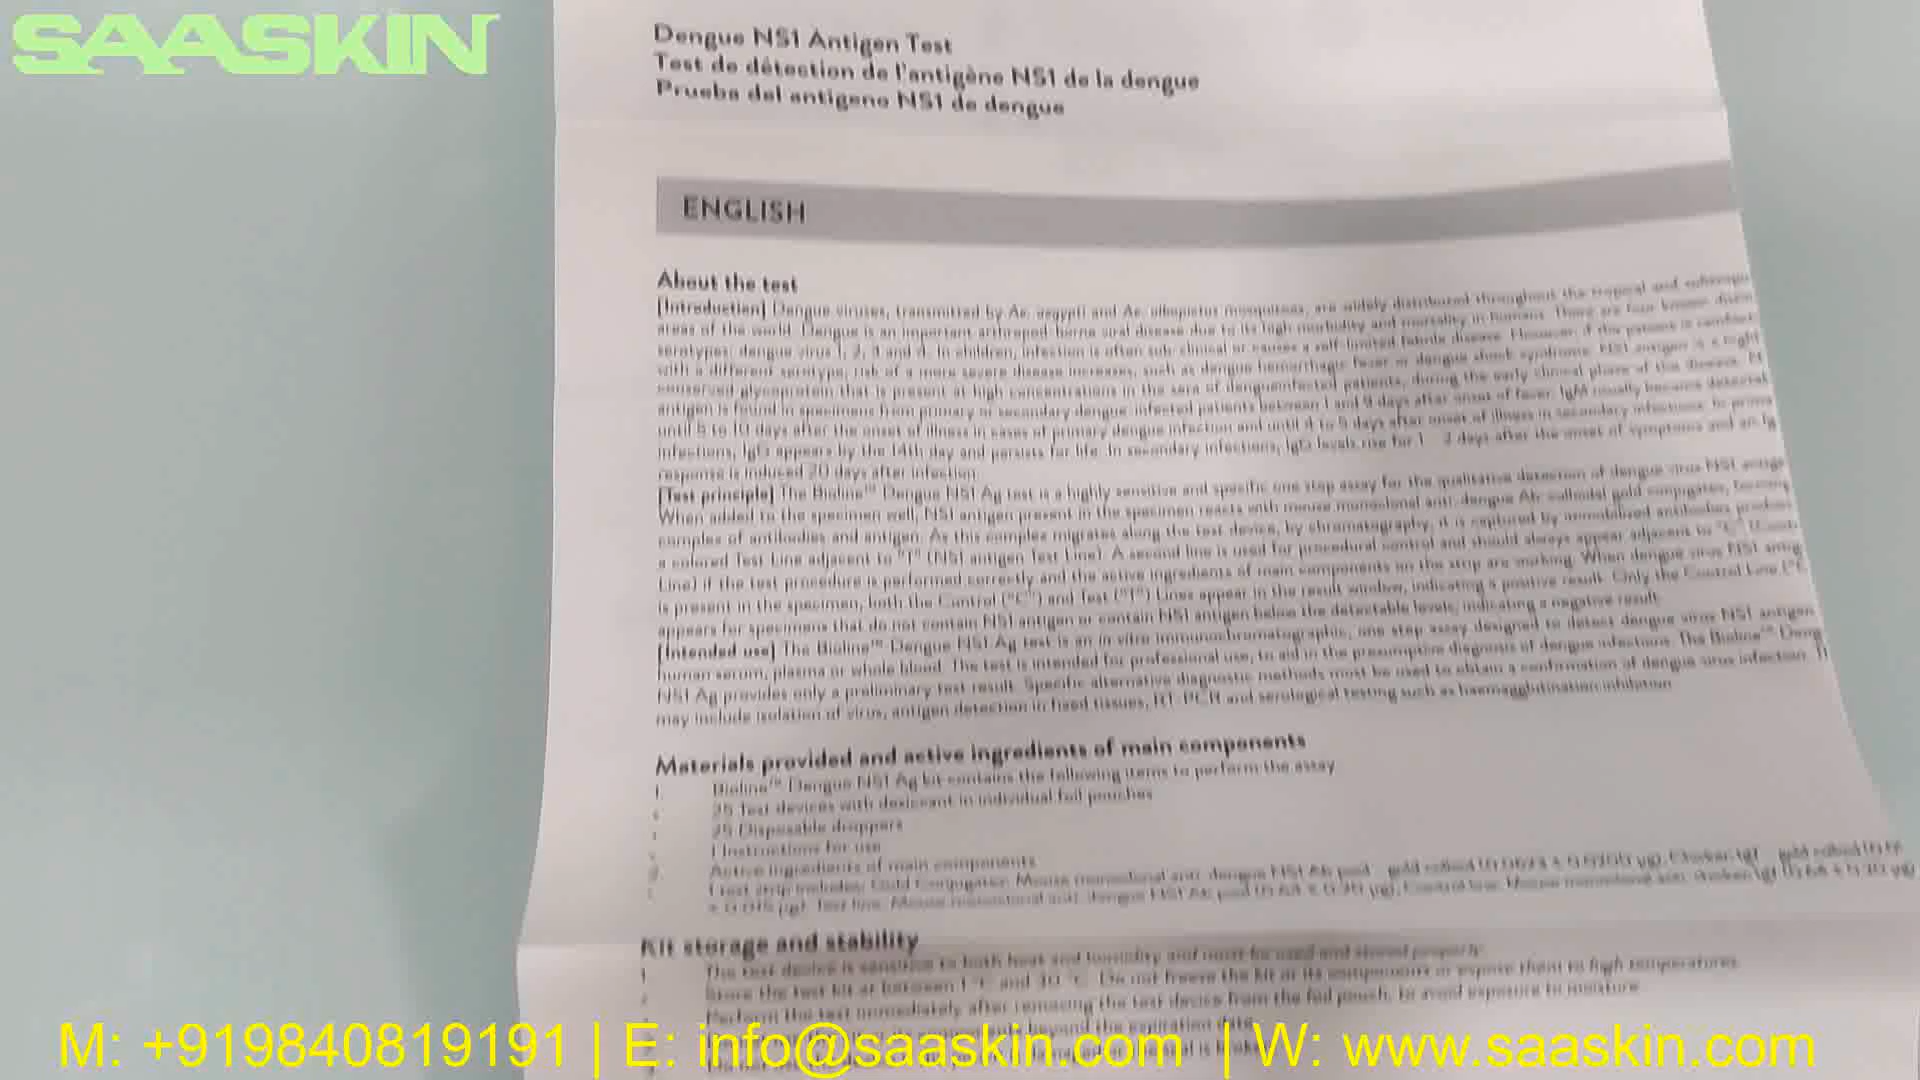 SAASKIN
Dengue NS1 Antigen Test
Test de détection de l'antigène NS1 de la dengue
Prueba del antígeno NS1 de dengue
ENGLISH
About the test
[Introduction] Dengue viruses, transmitted by Ae. aegypti and Ae. albopictus mosquitoes, are widely distributed throughout the tropical and
areas of the world. Dengue is an important arthropod-borne viral disease due to its high morbidity and mortality in humans. There are four known
serotypes; dengue virus 1, 2, 3 and 4. In children, infection is often sub-clinical or causes a self-limited febrile disease. However, if the patient is
with a different serotype, risk of a more severe disease increases, such as dengue hemorrhagic fever or dengue shock syndrome. NS1 antigen is a
conserved glycoprotein that is present at high concentrations in the sera of dengueinfected patients, during the early clinical phase of the disease.
antigen is found in specimens from primary or secondary dengue infected patients between 1 and 9 days after onset of fever. IgM usually become
until 5 to 10 days after the onset of illness in cases of primary dengue infection and until 4 to 5 days after onset of illness in secondary infections. In
infections, IgG appears by the 14th day and persists for life. In secondary infections, IgG levels rise for 1 - 2 days after the onset of symptoms and an
response is induced 20 days after infection.
[Test principle] The Bioline™ Dengue NS1 Ag test is a highly sensitive and specific one step assay for the qualitative detection of dengue virus NS1
When added to the specimen well, NS1 antigen present in the specimen reacts with mouse monoclonal anti-dengue Ab-colloidal gold conjugates, forming
complex of antibodies and antigen. As this complex migrates along the test device, by chromatography, it is captured by immobilized antibodies
a colored Test Line adjacent to "T" (NS1 antigen Test Line). A second line is used for procedural control and should always appear adjacent to "C"
Line) if the test procedure is performed correctly and the active ingredients of main components on the strip are working. When dengue virus NS1
is present in the specimen, both the Control ("C") and Test ("T") Lines appear in the result window, indicating a positive result. Only the Control Line
appears for specimens that do not contain NS1 antigen or contain NS1 antigen below the detectable levels, indicating a negative result.
[Intended use] The Bioline™ Dengue NS1 Ag test is an in vitro immunochromatographic, one step assay designed to detect dengue virus NS1 antigen
human serum, plasma or whole blood. The test is intended for professional use, to aid in the presumptive diagnosis of dengue infections. The Bioline™
NS1 Ag provides only a preliminary test result. Specific alternative diagnostic methods must be used to obtain a confirmation of dengue virus infection.
may include isolation of virus, antigen detection in fixed tissues, RT-PCR and serological testing such as haemagglutination-inhibition
Materials provided and active ingredients of main components
1 Bioline™ Dengue NS1 Ag kit contains the following items to perform the assay
25 Test devices with desiccant in individual foil pouches
25 Disposable droppers
1 Instructions for use
2 Active ingredients of main components
1 test strip includes: Gold Conjugates: Mouse monoclonal anti-dengue NS1 Ab pool - gold colloid
Test line: Mouse monoclonal anti-dengue NS1 Ab pool Control line: Mouse monoclonal anti-chicken IgY
Kit storage and stability
1 The test device is sensitive to both heat and humidity and must be used and stored properly.
2 Store the test kit at between 1 °C and 30 °C. Do not freeze the kit or its components or expose them to high temperatures
Perform the test immediately after removing the test device from the foil pouch, to avoid exposure to moisture
beyond the expiration date
M: +919840819191 | E: info@saaskin.com | W: www.saaskin.com